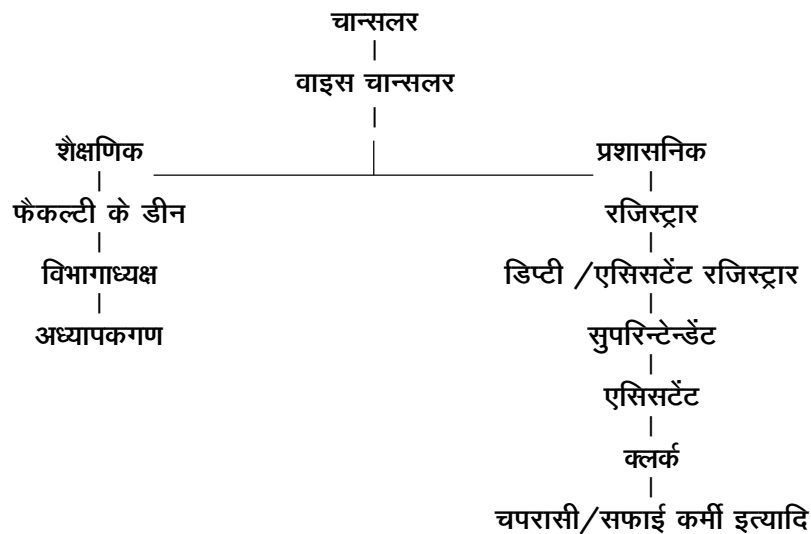 चान्सलर
वाइस चान्सलर
शैक्षणिक
प्रशासनिक
फैकल्टी के डीन
रजिस्ट्रार
विभागाध्यक्ष
डिप्टी /एसिसटेंट रजिस्ट्रार
अध्यापकगण
सुपरिन्टेन्डेंट
एसिसटेंट
क्लर्क
चपरासी/सफाई कर्मी इत्यादि